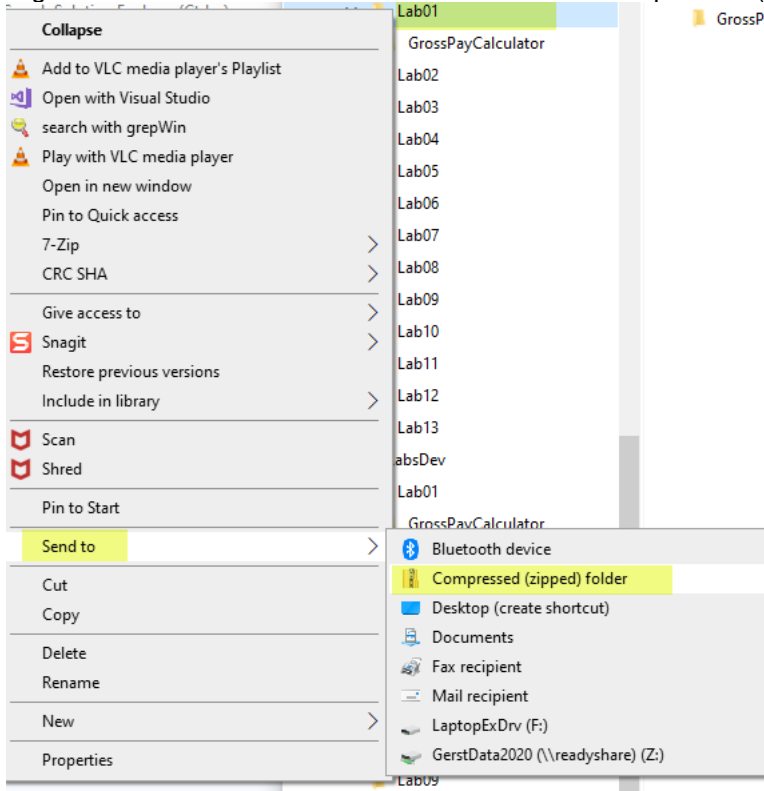 Collapse
Add to VLC media player's Playlist
Open with Visual Studio
search with grepWin
Play with VLC media player
Open in new window
Pin to Quick access
7-Zip
CRC SHA
Give access to
Snagit
Restore previous versions
Include in library
Scan
Shred
Pin to Start
Send to
Cut
Copy
Delete
Rename
New
Properties
Lab01
GrossPayCalculator
Lab02
Lab03
Lab04
Lab05
Lab06
Lab07
Lab08
Lab09
Lab10
Lab11
Lab12
Lab13
absDev
Lab01
GrossPayCalculator
Bluetooth device
Compressed (zipped) folder
Desktop (create shortcut)
Documents
Fax recipient
Mail recipient
LaptopExDrv (F:)
GerstData2020 (\\readyshare) (Z:)
Lab09
GrossP